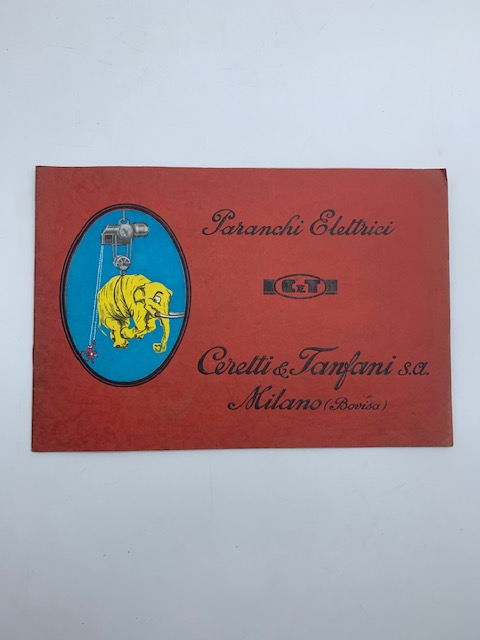 Paranchi Elettrici
C&T
Ceretti & Tanfani s.a.
Milano (Bovisa)